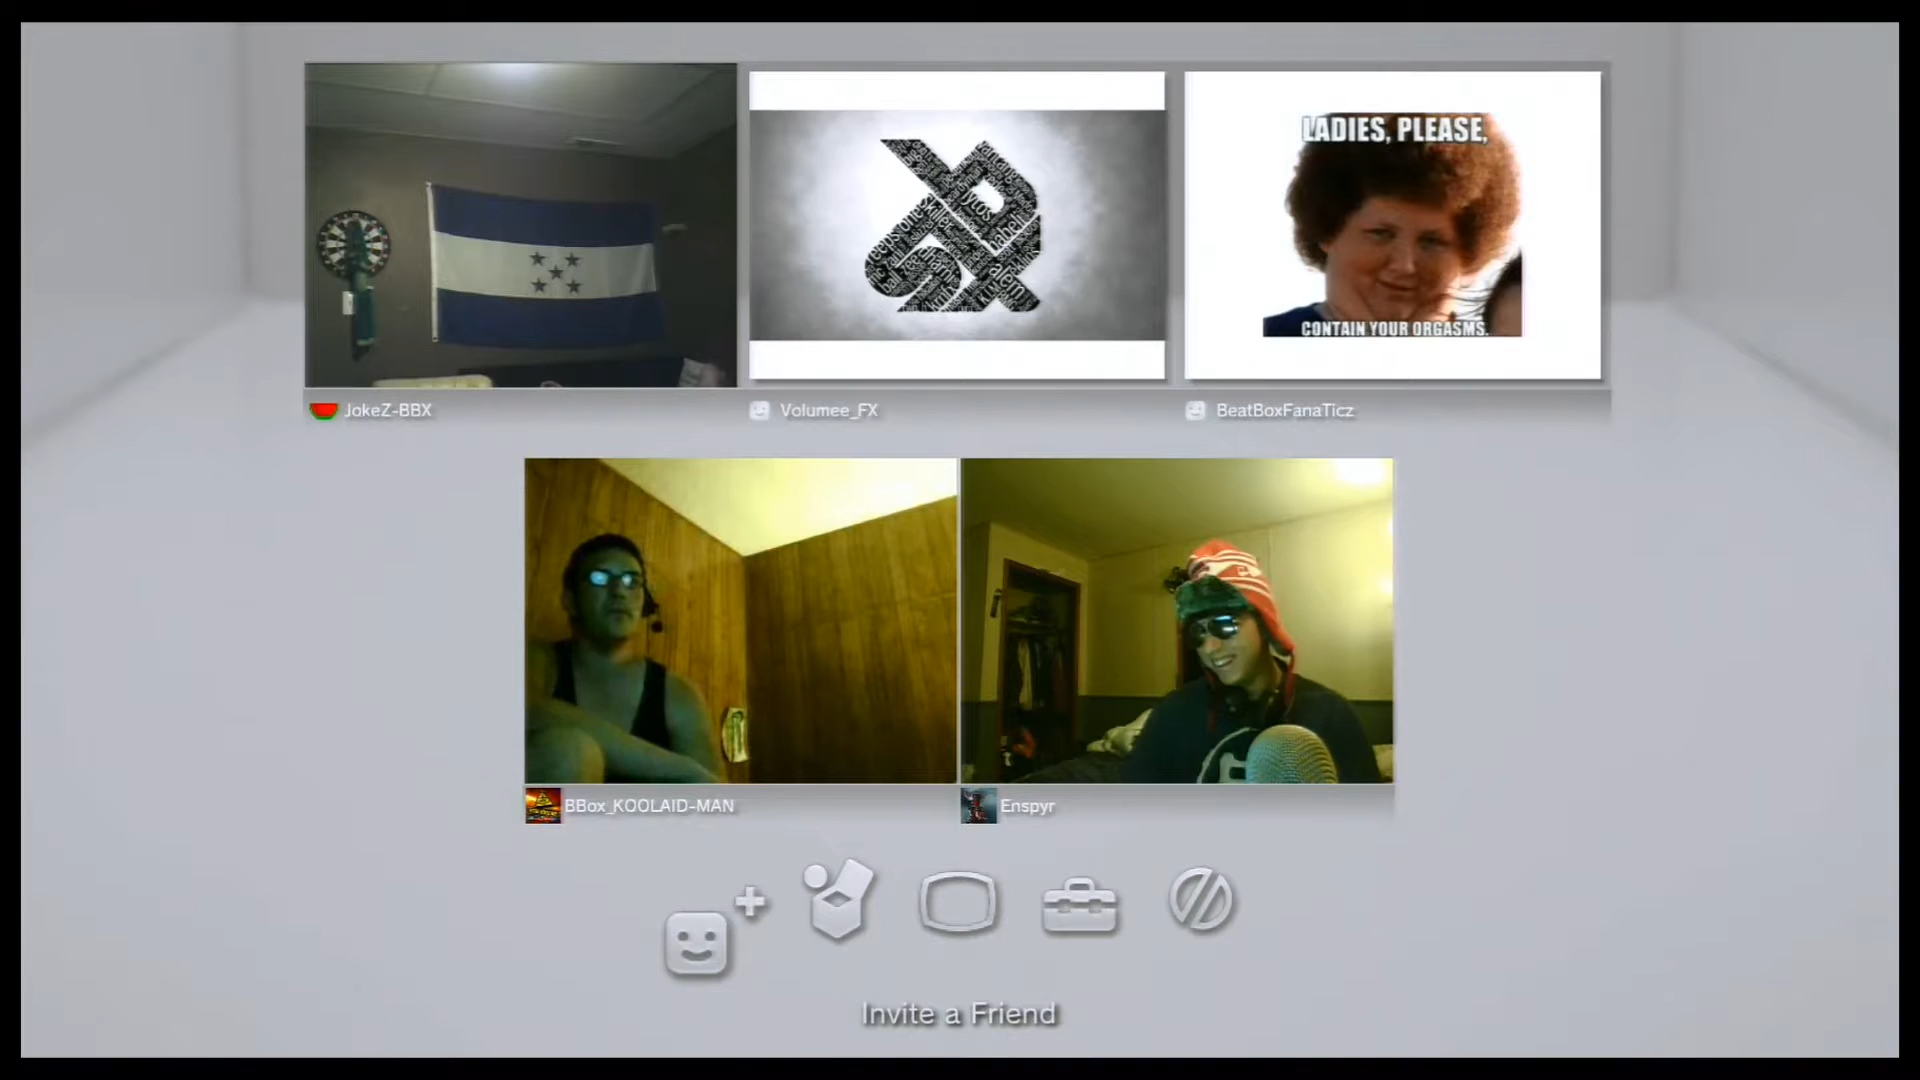 LADIES, PLEASE,
CONTAIN YOUR ORGASMS.
JokeZ-BBX
Volumee_FX
BeatBoxFanaTicz
BBox_KOOLAID-MAN
Enspyr
Invite a Friend